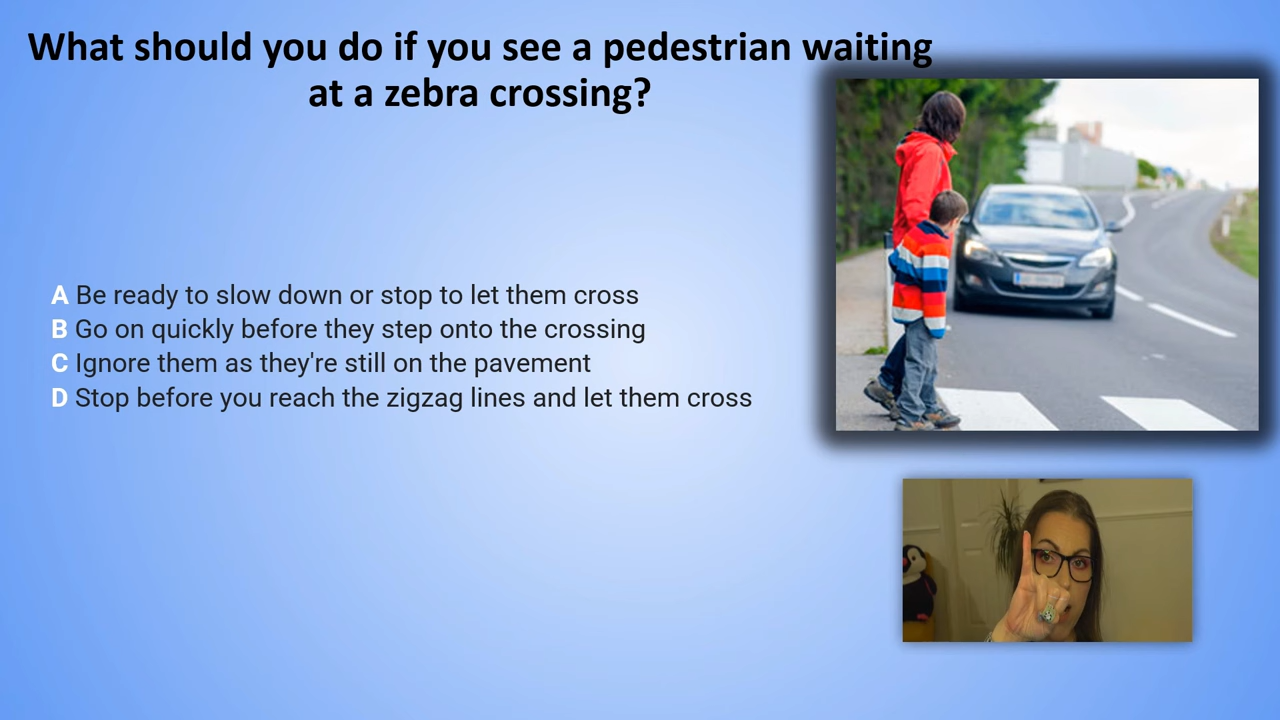 What should you do if you see a pedestrian waiting
at a zebra crossing?
A Be ready to slow down or stop to let them cross
B Go on quickly before they step onto the crossing
C Ignore them as they're still on the pavement
D Stop before you reach the zigzag lines and let them cross